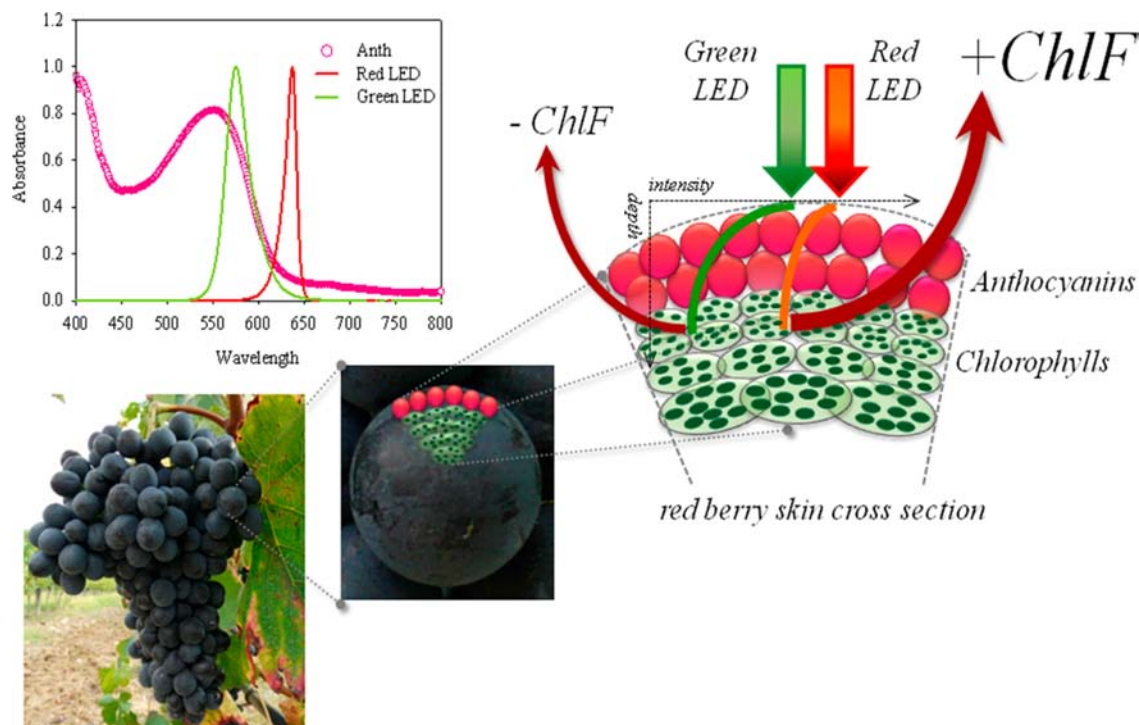 1.2
1.0
0.8
0.6
0.4
0.2
0.0
Absorbance
Anth
Red LED
Green LED
400 450 500 550 600 650 700 750 800
Wavelength
Green
LED
Red
LED
+ChlF
- ChlF
intensity
depth
Anthocyanins
Chlorophylls
red berry skin cross section